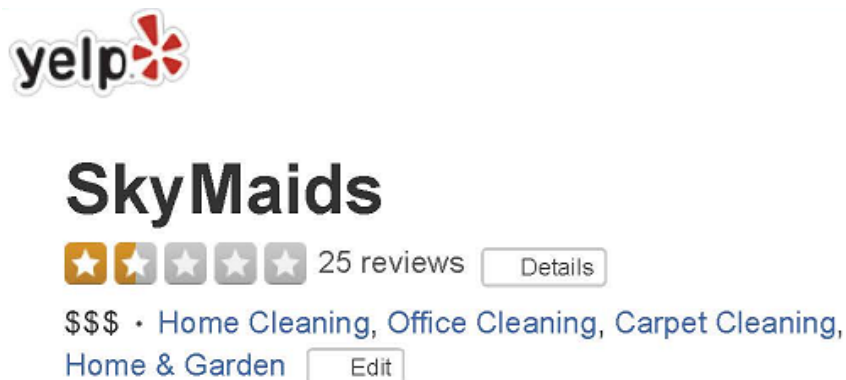 yelp
SkyMaids
25 reviews Details
$$$ · Home Cleaning, Office Cleaning, Carpet Cleaning,
Home & Garden Edit